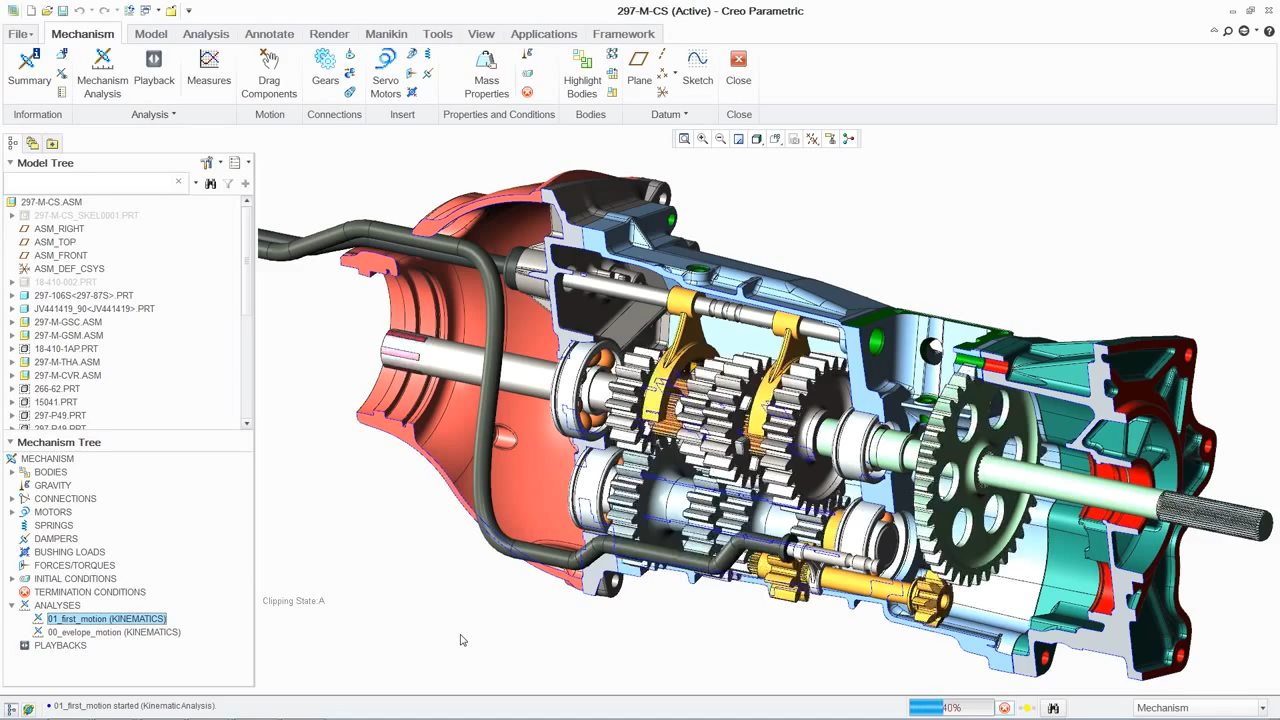 297-M-CS (Active) - Creo Parametric
File Mechanism Model Analysis Annotate Render Manikin Tools View Applications Framework
Summary Mechanism Analysis Playback Measures Drag Components Gears Servo Motors Mass Properties Highlight Bodies Plane Sketch Close
Information Analysis Motion Connections Insert Properties and Conditions Bodies Datum Close
Model Tree
297-M-CS.ASM
297-M-CS_SKEL0001.PRT
ASM_RIGHT
ASM_TOP
ASM_FRONT
ASM_DEF_CSYS
18-410-002.PRT
297-106S<297-87S>.PRT
JV441419_90<JV441419>.PRT
297-M-GSC.ASM
297-M-GSM.ASM
18-410-1AP.PRT
297-M-THA.ASM
297-M-CVR.ASM
266-62.PRT
15041.PRT
297-P49.PRT
297-P49.PRT
Mechanism Tree
MECHANISM
BODIES
GRAVITY
CONNECTIONS
MOTORS
SPRINGS
DAMPERS
BUSHING LOADS
FORCES/TORQUES
INITIAL CONDITIONS
TERMINATION CONDITIONS
ANALYSES
01_first_motion (KINEMATICS)
00_evelope_motion (KINEMATICS)
PLAYBACKS
Clipping State:A
01_first_motion started (KinematicAnalysis).
40%
Mechanism